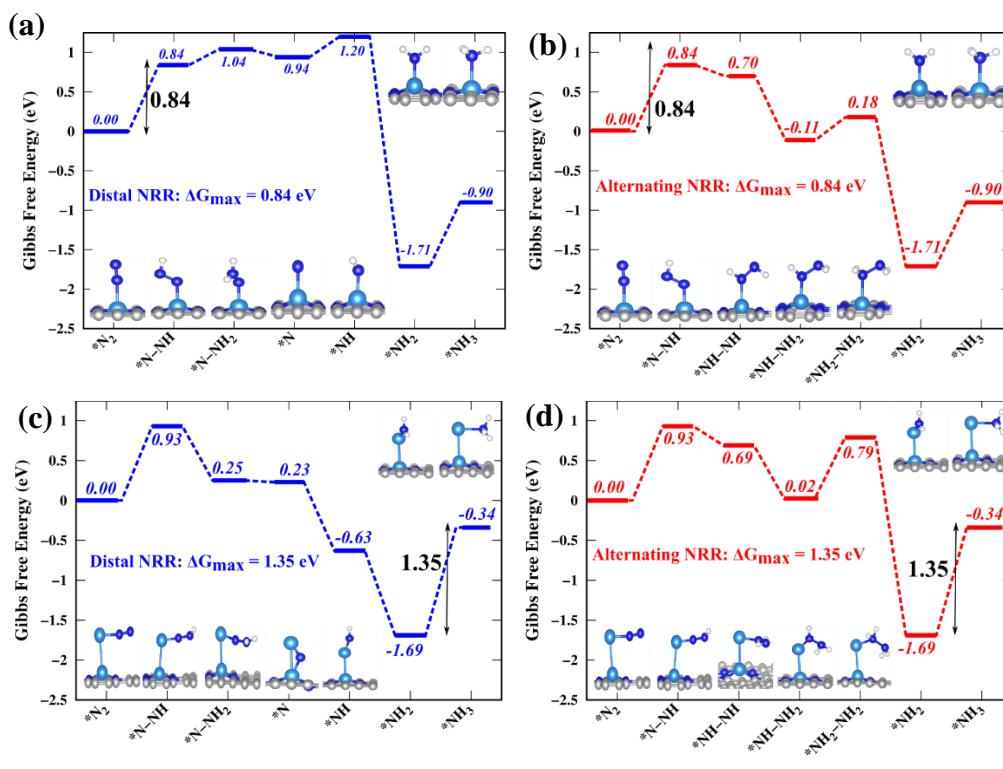 (a)
Gibbs Free Energy (eV)
1
0.5
0
−0.5
−1
−1.5
−2
−2.5
0.00
0.84
1.04
0.94
1.20
−1.71
−0.90
0.84
Distal NRR: ΔGmax = 0.84 eV
*N₂
*N−NH
*N−NH₂
*N
*NH
*NH₂
*NH₃
(b)
Gibbs Free Energy (eV)
1
0.5
0
−0.5
−1
−1.5
−2
−2.5
0.00
0.84
0.70
−0.11
0.18
−1.71
−0.90
0.84
Alternating NRR: ΔGmax = 0.84 eV
*N₂
*N−NH
*NH−NH
*NH−NH₂
*NH₂−NH₂
*NH₂
*NH₃
(c)
Gibbs Free Energy (eV)
1
0.5
0
−0.5
−1
−1.5
−2
−2.5
0.00
0.93
0.25
0.23
−0.63
−1.69
−0.34
1.35
Distal NRR: ΔGmax = 1.35 eV
*N₂
*N−NH
*N−NH₂
*N
*NH
*NH₂
*NH₃
(d)
Gibbs Free Energy (eV)
1
0.5
0
−0.5
−1
−1.5
−2
−2.5
0.00
0.93
0.69
0.02
0.79
−1.69
−0.34
1.35
Alternating NRR: ΔGmax = 1.35 eV
*N₂
*N−NH
*NH−NH
*NH−NH₂
*NH₂−NH₂
*NH₂
*NH₃